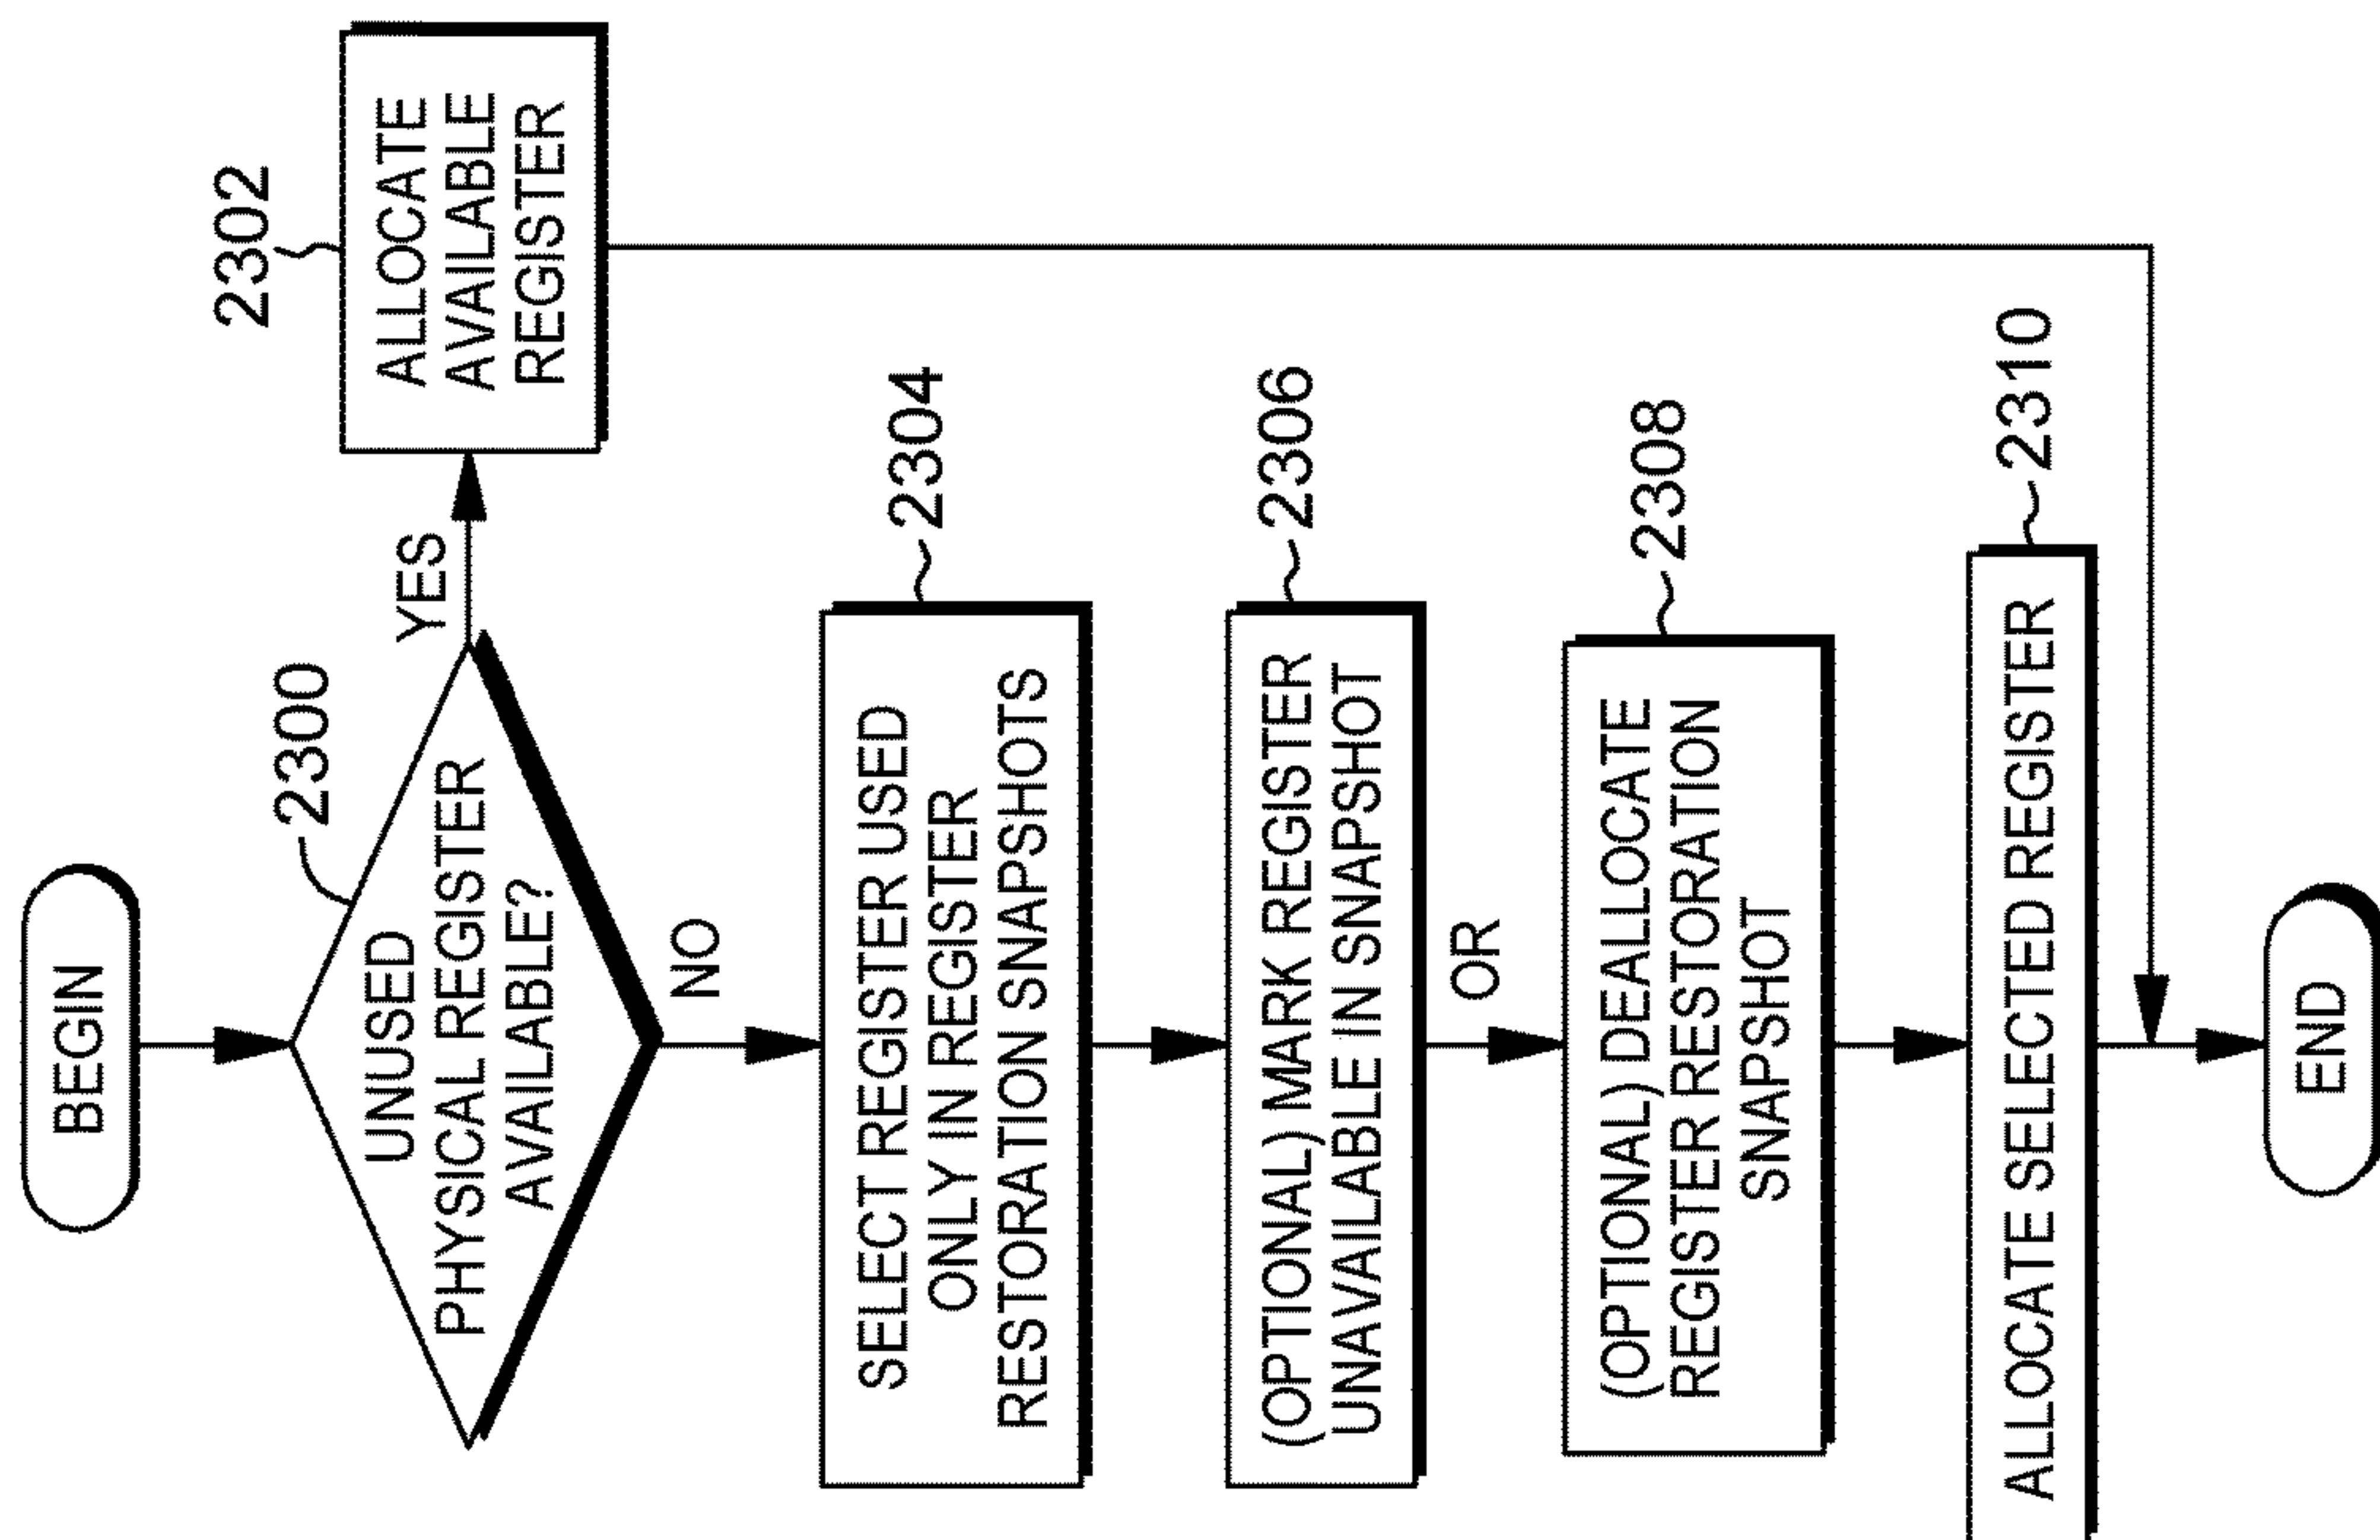 BEGIN
2300
UNUSED
PHYSICAL REGISTER
AVAILABLE?
YES
2302
ALLOCATE
AVAILABLE
REGISTER
NO
2304
SELECT REGISTER USED
ONLY IN REGISTER
RESTORATION SNAPSHOTS
2306
(OPTIONAL) MARK REGISTER
UNAVAILABLE IN SNAPSHOT
OR
2308
(OPTIONAL) DEALLOCATE
REGISTER RESTORATION
SNAPSHOT
2310
ALLOCATE SELECTED REGISTER
END